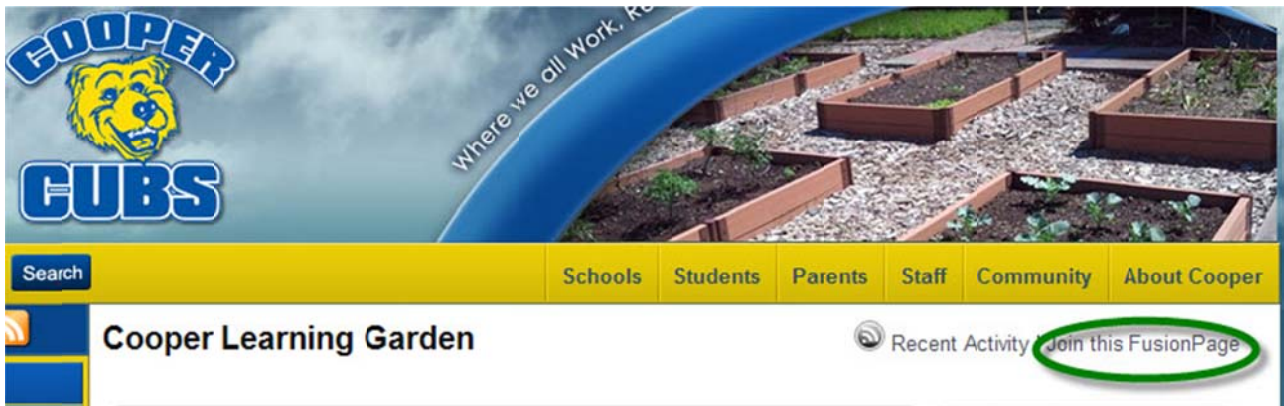 COOPER
CUBS
Where we all Work,
Search
Schools Students Parents Staff Community About Cooper
Cooper Learning Garden
Recent Activity | Join this FusionPage